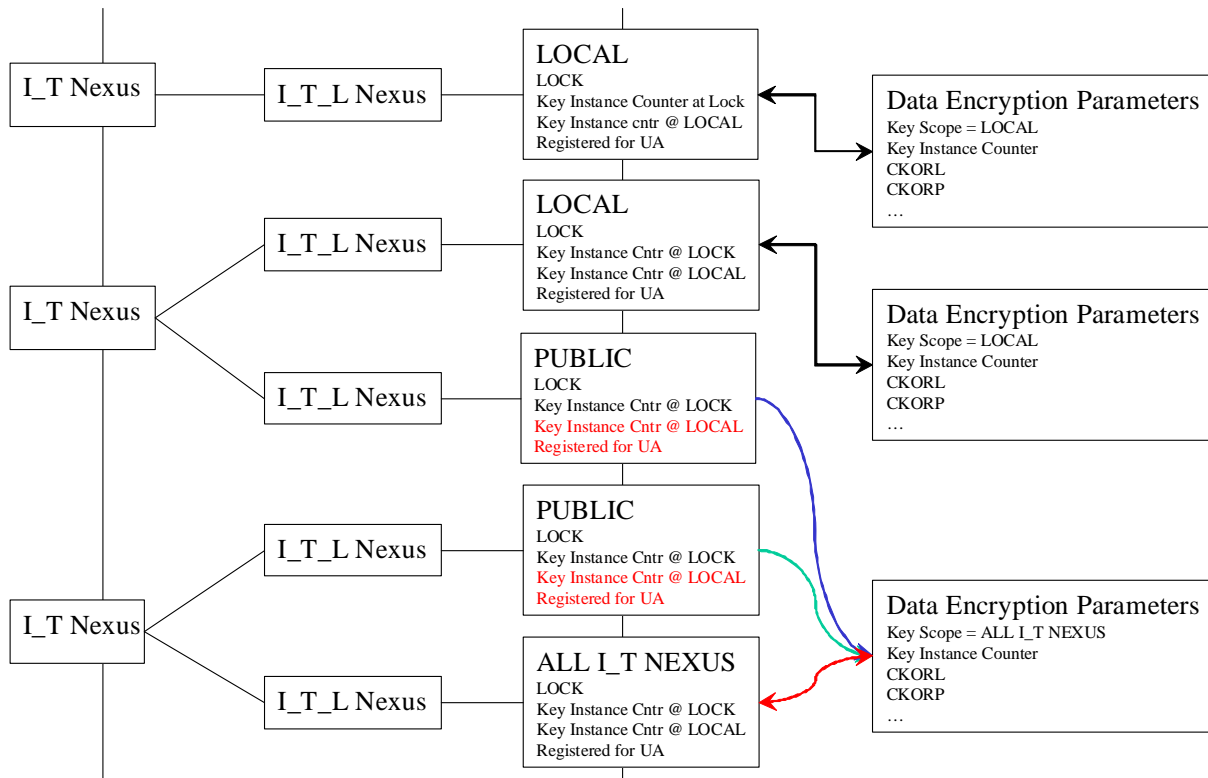 I_T Nexus
I_T_L Nexus
LOCAL
LOCK
Key Instance Counter at Lock
Key Instance cntr @ LOCAL
Registered for UA
Data Encryption Parameters
Key Scope = LOCAL
Key Instance Counter
CKORL
CKORP
…
I_T Nexus
I_T_L Nexus
LOCAL
LOCK
Key Instance Cntr @ LOCK
Key Instance Cntr @ LOCAL
Registered for UA
Data Encryption Parameters
Key Scope = LOCAL
Key Instance Counter
CKORL
CKORP
…
I_T_L Nexus
PUBLIC
LOCK
Key Instance Cntr @ LOCK
Key Instance Cntr @ LOCAL
Registered for UA
I_T Nexus
I_T_L Nexus
PUBLIC
LOCK
Key Instance Cntr @ LOCK
Key Instance Cntr @ LOCAL
Registered for UA
Data Encryption Parameters
Key Scope = ALL I_T NEXUS
Key Instance Counter
CKORL
CKORP
…
I_T_L Nexus
ALL I_T NEXUS
LOCK
Key Instance Cntr @ LOCK
Key Instance Cntr @ LOCAL
Registered for UA